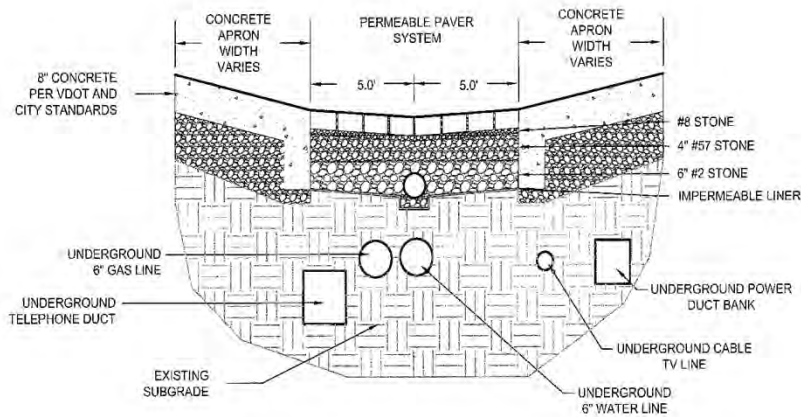 CONCRETE
APRON
WIDTH
VARIES
PERMEABLE PAVER
SYSTEM
CONCRETE
APRON
WIDTH
VARIES
5.0'
5.0'
8" CONCRETE
PER VDOT AND
CITY STANDARDS
#8 STONE
4" #57 STONE
6" #2 STONE
IMPERMEABLE LINER
UNDERGROUND
6" GAS LINE
UNDERGROUND
TELEPHONE DUCT
EXISTING
SUBGRADE
UNDERGROUND POWER
DUCT BANK
UNDERGROUND CABLE
TV LINE
UNDERGROUND
6" WATER LINE